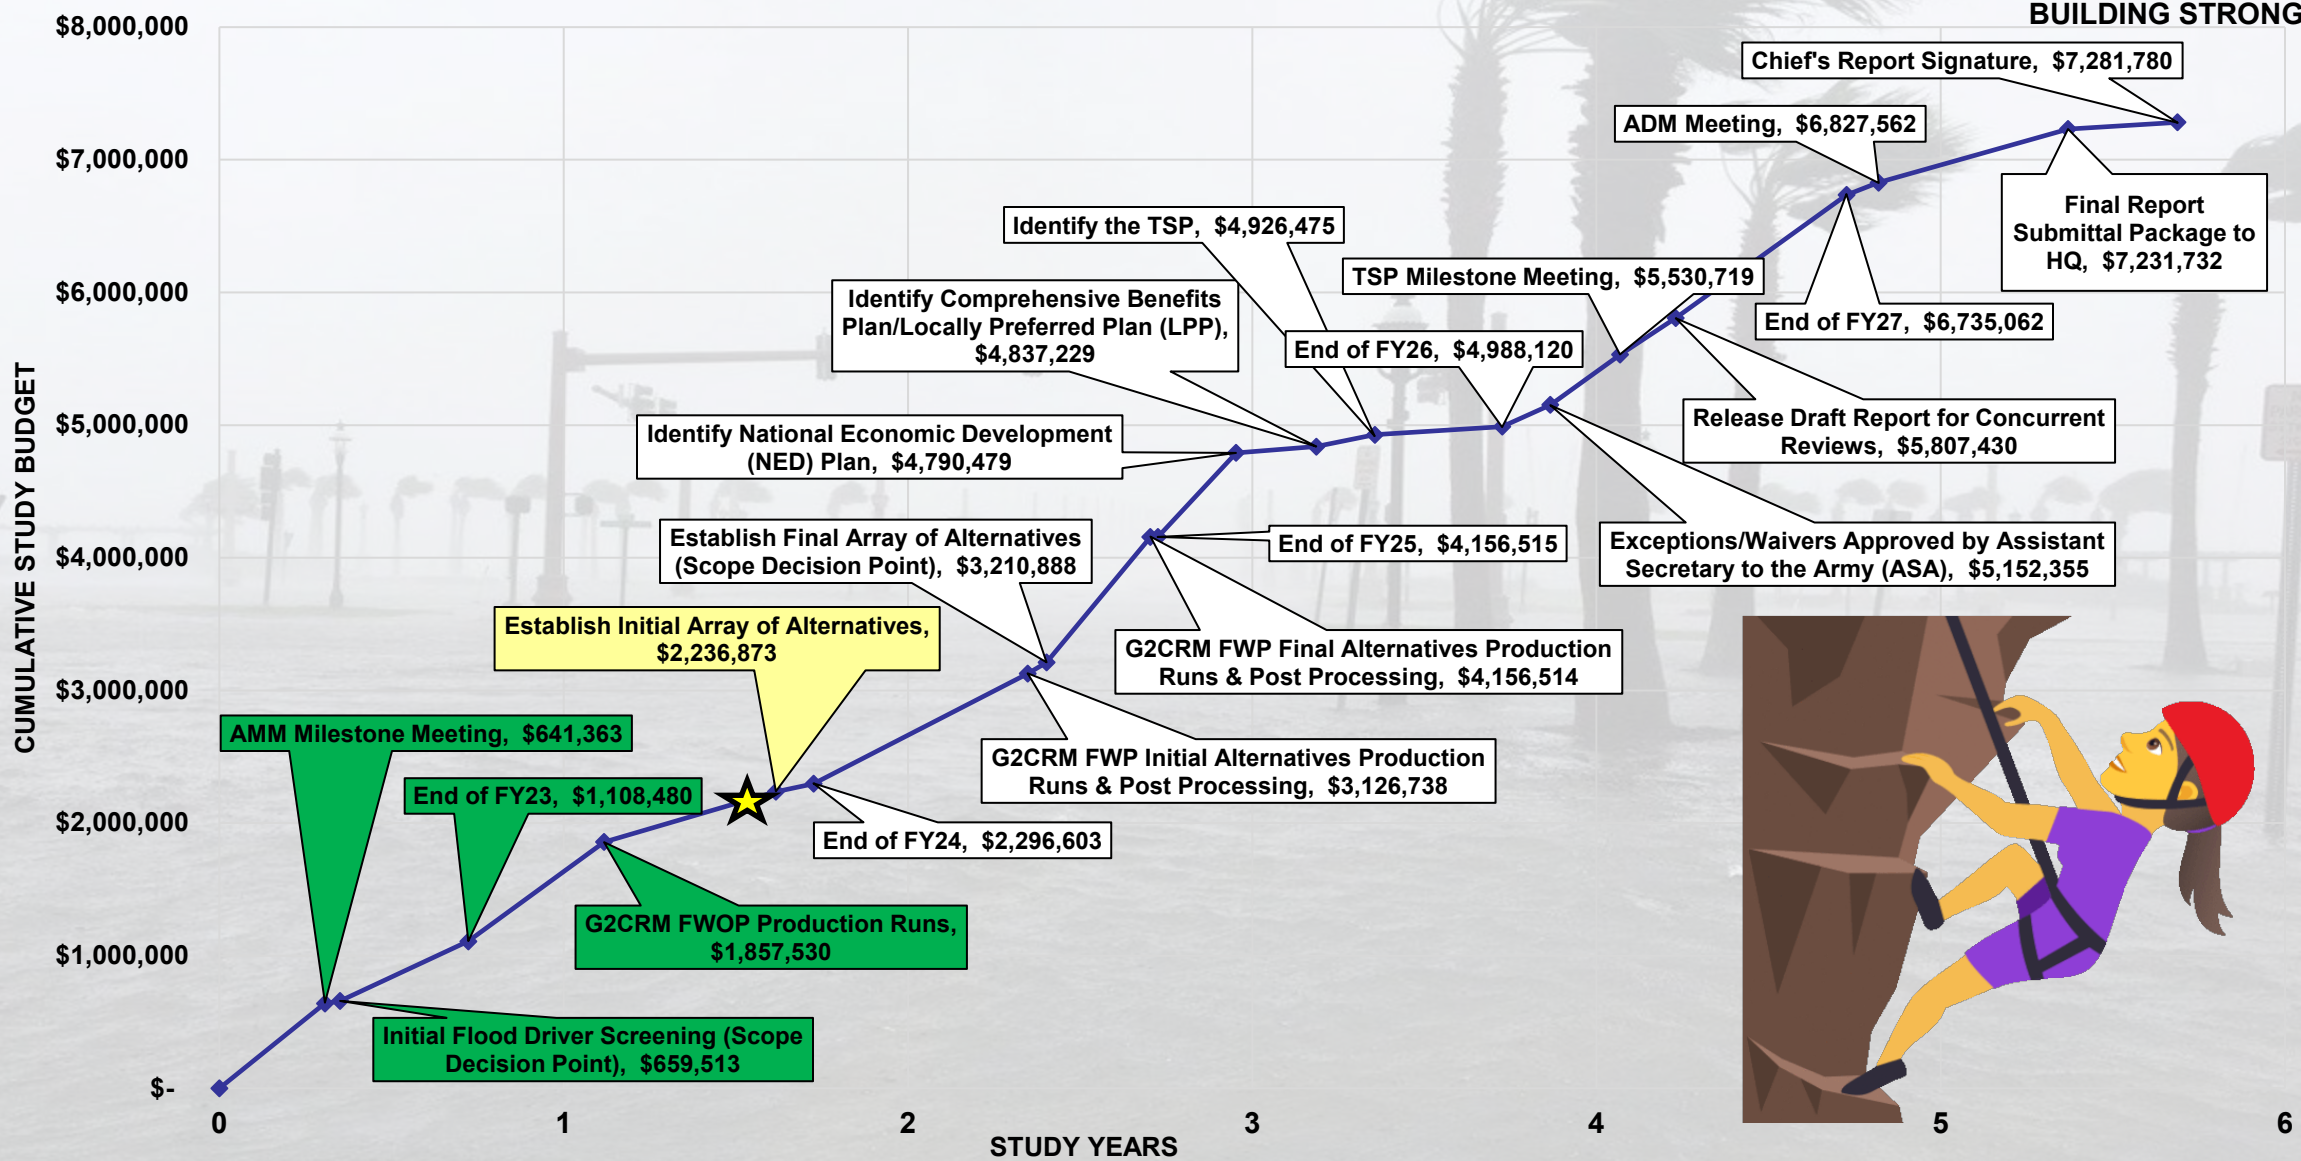 BUILDING STRONG
$8,000,000
$7,000,000
$6,000,000
$5,000,000
$4,000,000
$3,000,000
$2,000,000
$1,000,000
$-
CUMULATIVE STUDY BUDGET
Chief's Report Signature, $7,281,780
ADM Meeting, $6,827,562
Final Report
Submittal Package to
HQ, $7,231,732
Identify the TSP, $4,926,475
TSP Milestone Meeting, $5,530,719
End of FY27, $6,735,062
Identify Comprehensive Benefits
Plan/Locally Preferred Plan (LPP),
$4,837,229
End of FY26, $4,988,120
Release Draft Report for Concurrent
Reviews, $5,807,430
Identify National Economic Development
(NED) Plan, $4,790,479
Establish Final Array of Alternatives
(Scope Decision Point), $3,210,888
End of FY25, $4,156,515
Exceptions/Waivers Approved by Assistant
Secretary to the Army (ASA), $5,152,355
Establish Initial Array of Alternatives,
$2,236,873
G2CRM FWP Final Alternatives Production
Runs & Post Processing, $4,156,514
AMM Milestone Meeting, $641,363
G2CRM FWP Initial Alternatives Production
Runs & Post Processing, $3,126,738
End of FY23, $1,108,480
End of FY24, $2,296,603
G2CRM FWOP Production Runs,
$1,857,530
Initial Flood Driver Screening (Scope
Decision Point), $659,513
0
1
2
3
4
5
6
STUDY YEARS